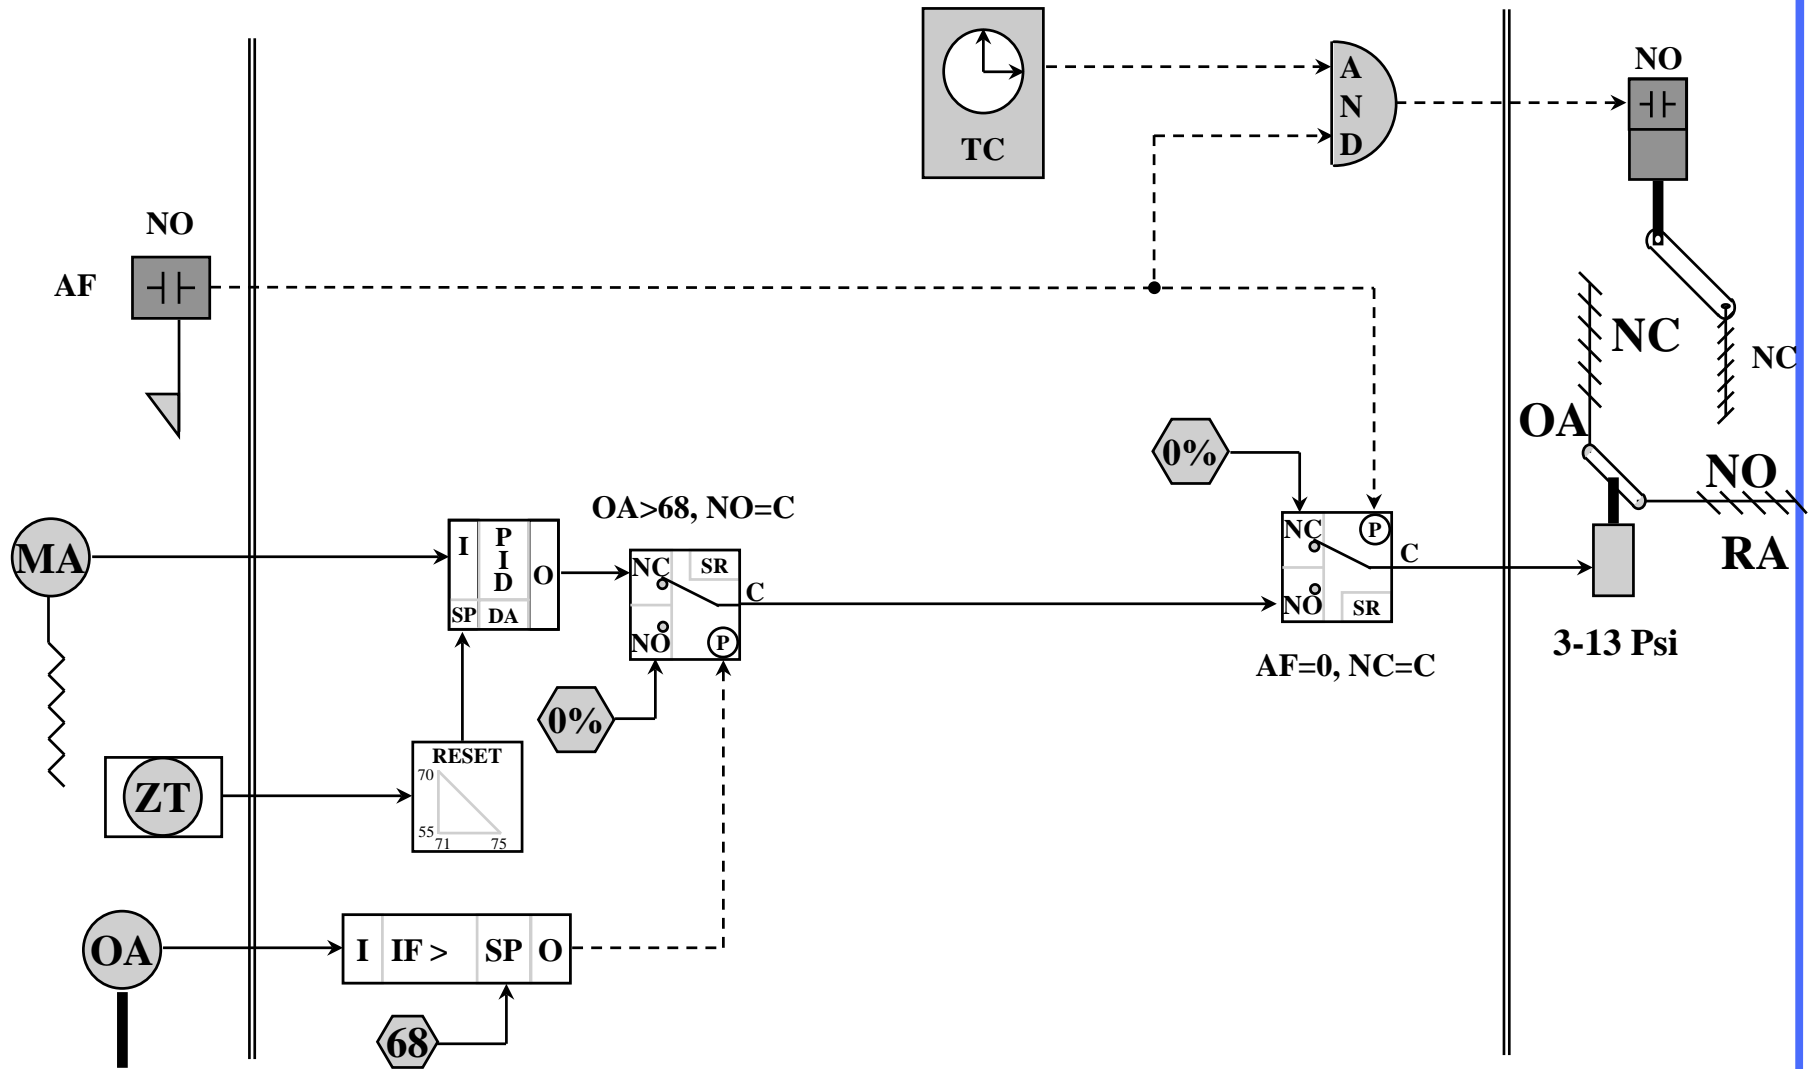 TC
A
N
D
NO
NO
AF
NC
NC
OA
NO
RA
0%
NC
P
C
NO
SR
AF=0, NC=C
3-13 Psi
OA>68, NO=C
MA
I
P
I
D
O
SP
DA
NC
SR
C
NO
P
0%
ZT
RESET
70
55
71
75
OA
I
IF >
SP
O
68